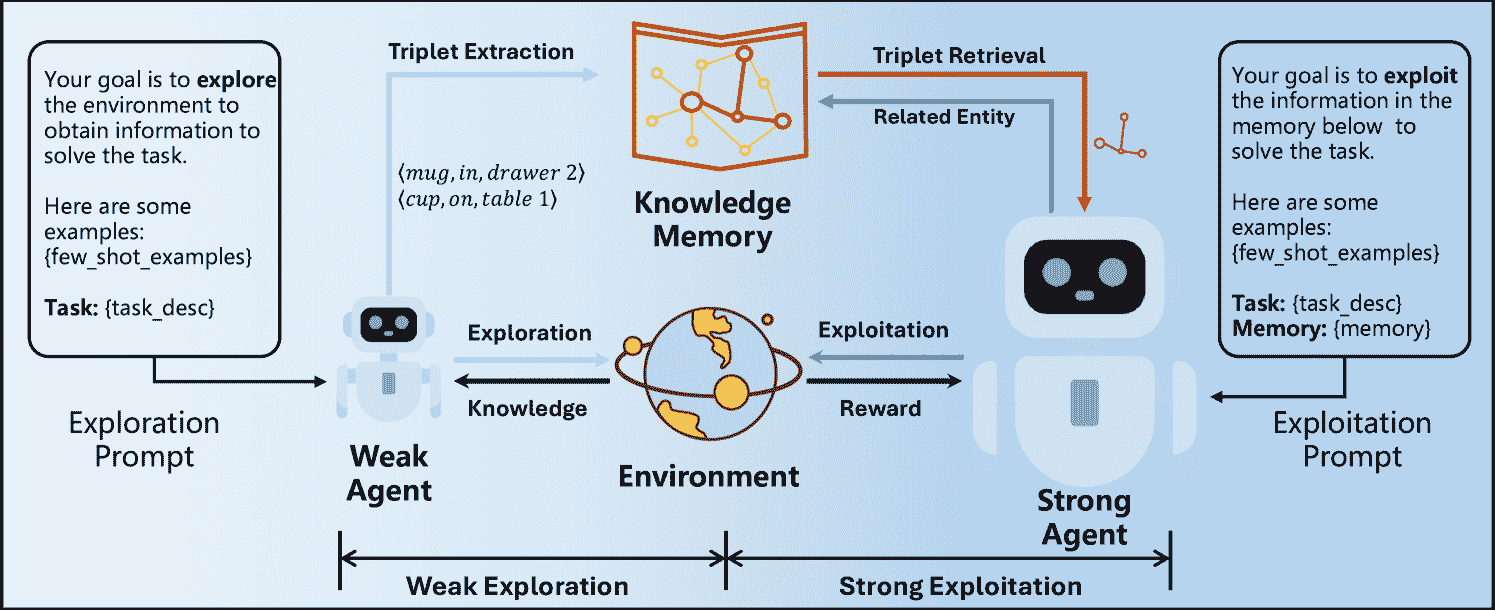 Your goal is to explore
the environment to
obtain information to
solve the task.
Here are some
examples:
{few_shot_examples}
Task: {task_desc}
Exploration
Prompt
Triplet Extraction
⟨mug, in, drawer 2⟩
⟨cup, on, table 1⟩
Knowledge
Memory
Triplet Retrieval
Related Entity
Exploration
Knowledge
Exploitation
Reward
Weak
Agent
Environment
Strong
Agent
Your goal is to exploit
the information in the
memory below to
solve the task.
Here are some
examples:
{few_shot_examples}
Task: {task_desc}
Memory: {memory}
Exploitation
Prompt
Weak Exploration
Strong Exploitation